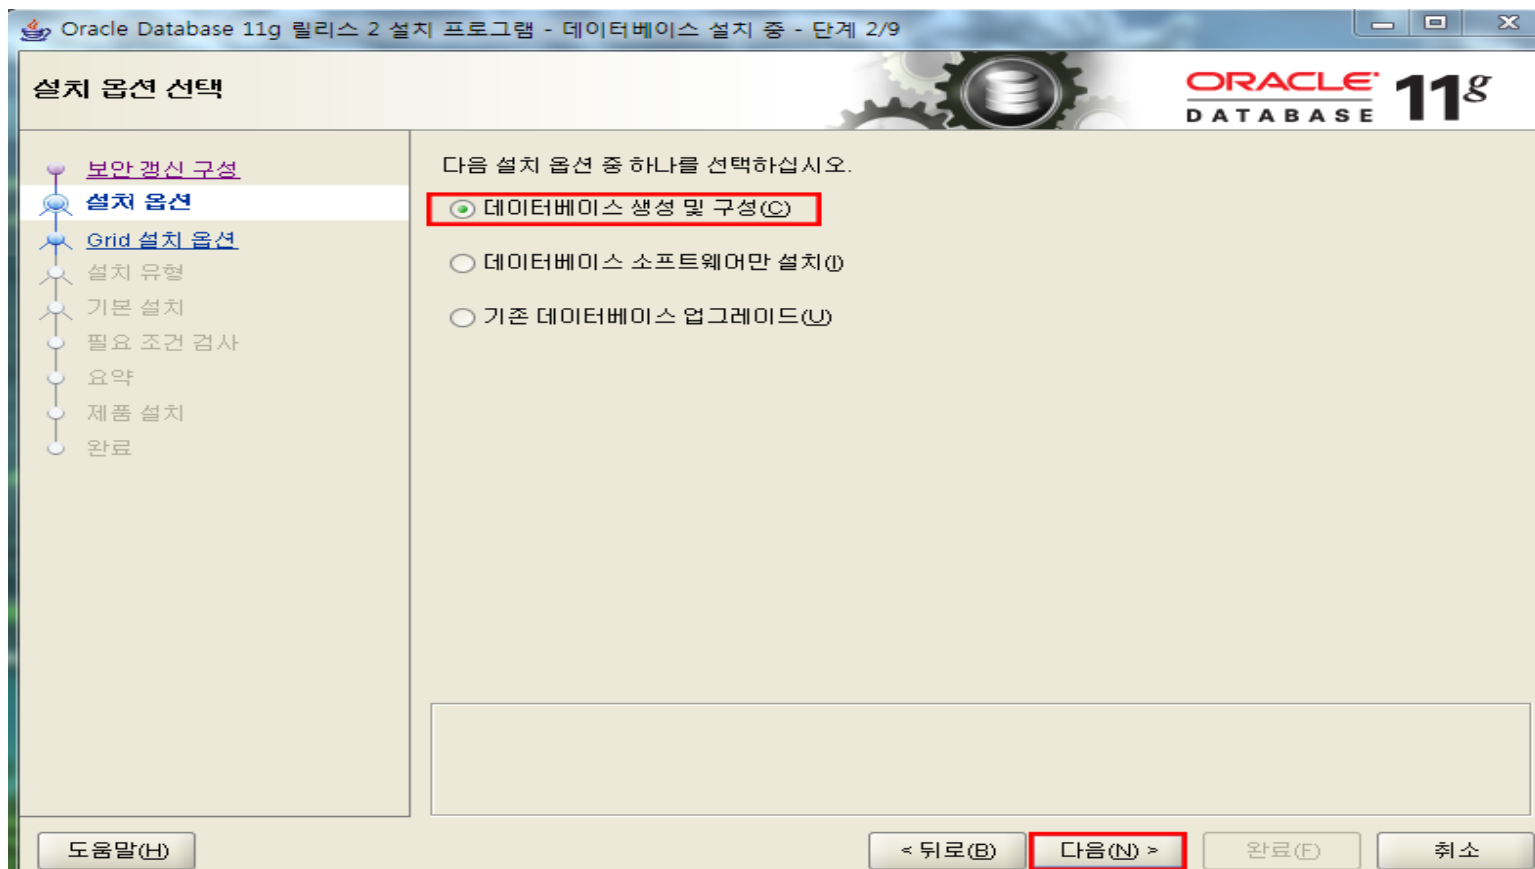 Oracle Database 11g 릴리스 2 설치 프로그램 - 데이터베이스 설치 중 - 단계 2/9
설치 옵션 선택
ORACLE
DATABASE
11g
보안 갱신 구성
설치 옵션
Grid 설치 옵션
설치 유형
기본 설치
필요 조건 검사
요약
제품 설치
완료
다음 설치 옵션 중 하나를 선택하십시오.
데이터베이스 생성 및 구성(C)
데이터베이스 소프트웨어만 설치(I)
기존 데이터베이스 업그레이드(U)
도움말(H)
< 뒤로(B)
다음(N) >
완료(F)
취소